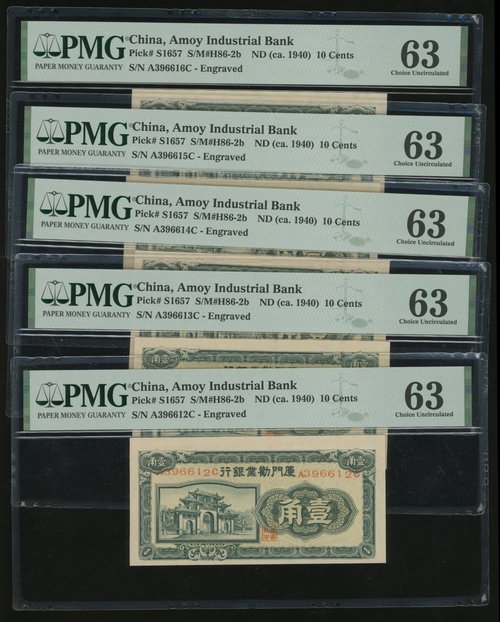 PMG
PAPER MONEY GUARANTY
China, Amoy Industrial Bank
Pick# S1657 S/M#H86-2b ND (ca. 1940) 10 Cents
S/N A396616C - Engraved
63
Choice Uncirculated
PMG
PAPER MONEY GUARANTY
China, Amoy Industrial Bank
Pick# S1657 S/M#H86-2b ND (ca. 1940) 10 Cents
S/N A396615C - Engraved
63
Choice Uncirculated
PMG
PAPER MONEY GUARANTY
China, Amoy Industrial Bank
Pick# S1657 S/M#H86-2b ND (ca. 1940) 10 Cents
S/N A396614C - Engraved
63
Choice Uncirculated
PMG
PAPER MONEY GUARANTY
China, Amoy Industrial Bank
Pick# S1657 S/M#H86-2b ND (ca. 1940) 10 Cents
S/N A396613C - Engraved
63
Choice Uncirculated
角壹
PMG
PAPER MONEY GUARANTY
China, Amoy Industrial Bank
Pick# S1657 S/M#H86-2b ND (ca. 1940) 10 Cents
S/N A396612C - Engraved
63
Choice Uncirculated
角壹
角壹
A396612C
行銀業勸門廈
A396612C
角壹